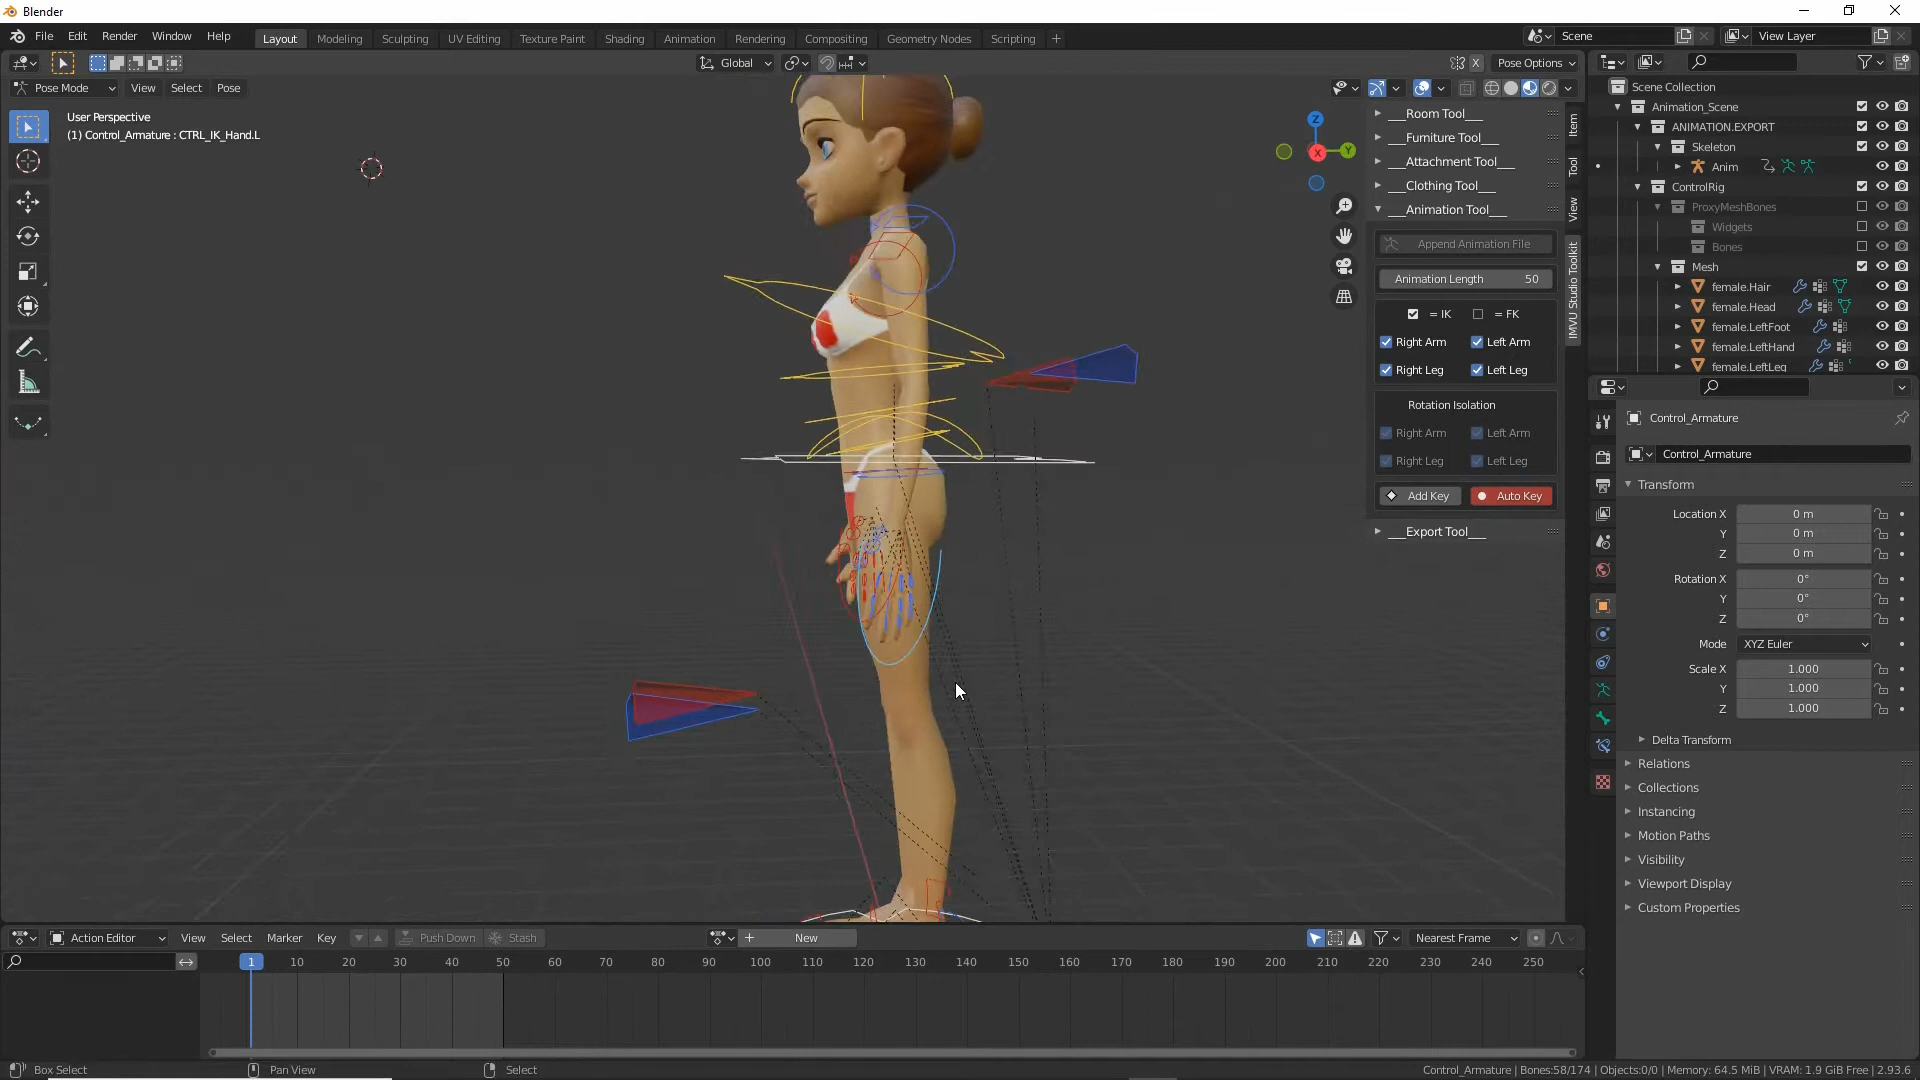 Blender
File Edit Render Window Help
Layout Modeling Sculpting UV Editing Texture Paint Shading Animation Rendering Compositing Geometry Nodes Scripting +
Scene
View Layer
Global
X
Pose Options
Pose Mode View Select Pose
User Perspective
(1) Control_Armature : CTRL_IK_Hand.L
Z
X
Y
___Room Tool___
___Furniture Tool___
___Attachment Tool___
___Clothing Tool___
___Animation Tool___
Append Animation File
Animation Length 50
= IK = FK
Right Arm Left Arm
Right Leg Left Leg
Rotation Isolation
Right Arm Left Arm
Right Leg Left Leg
Add Key Auto Key
___Export Tool___
Item
Tool
View
IMVU Studio Toolkit
Scene Collection
Animation_Scene
ANIMATION.EXPORT
Skeleton
Anim
ControlRig
ProxyMeshBones
Widgets
Bones
Mesh
female.Hair
female.Head
female.LeftFoot
female.LeftHand
female.LeftLeg
Control_Armature
Control_Armature
Transform
Location X 0 m
Y 0 m
Z 0 m
Rotation X 0°
Y 0°
Z 0°
Mode XYZ Euler
Scale X 1.000
Y 1.000
Z 1.000
Delta Transform
Relations
Collections
Instancing
Motion Paths
Visibility
Viewport Display
Custom Properties
Action Editor View Select Marker Key Push Down Stash + New Nearest Frame
1 10 20 30 40 50 60 70 80 90 100 110 120 130 140 150 160 170 180 190 200 210 220 230 240 250
Box Select Pan View Select
Control_Armature | Bones:58/174 | Objects:0/0 | Memory: 64.5 MiB | VRAM: 1.9 GiB Free | 2.93.6